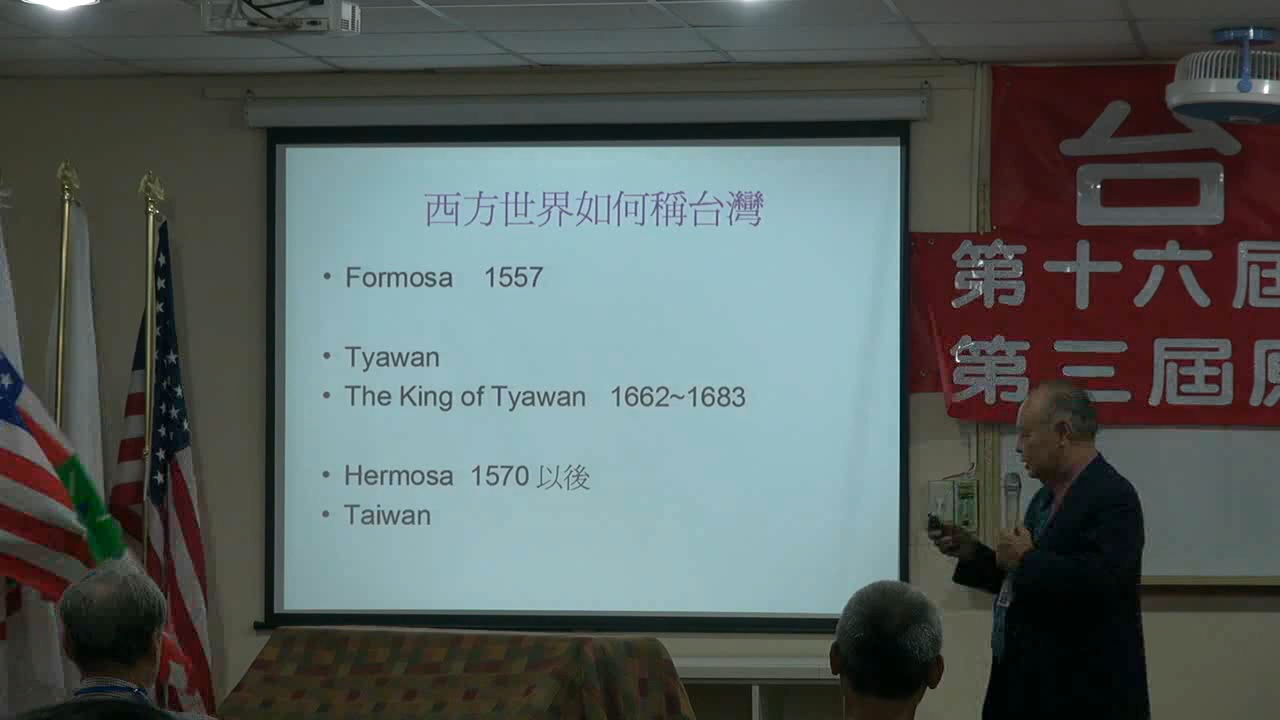 西方世界如何稱台灣
• Formosa 1557
• Tyawan
• The King of Tyawan 1662~1683
• Hermosa 1570 以後
• Taiwan
台
第十六屆
第三屆